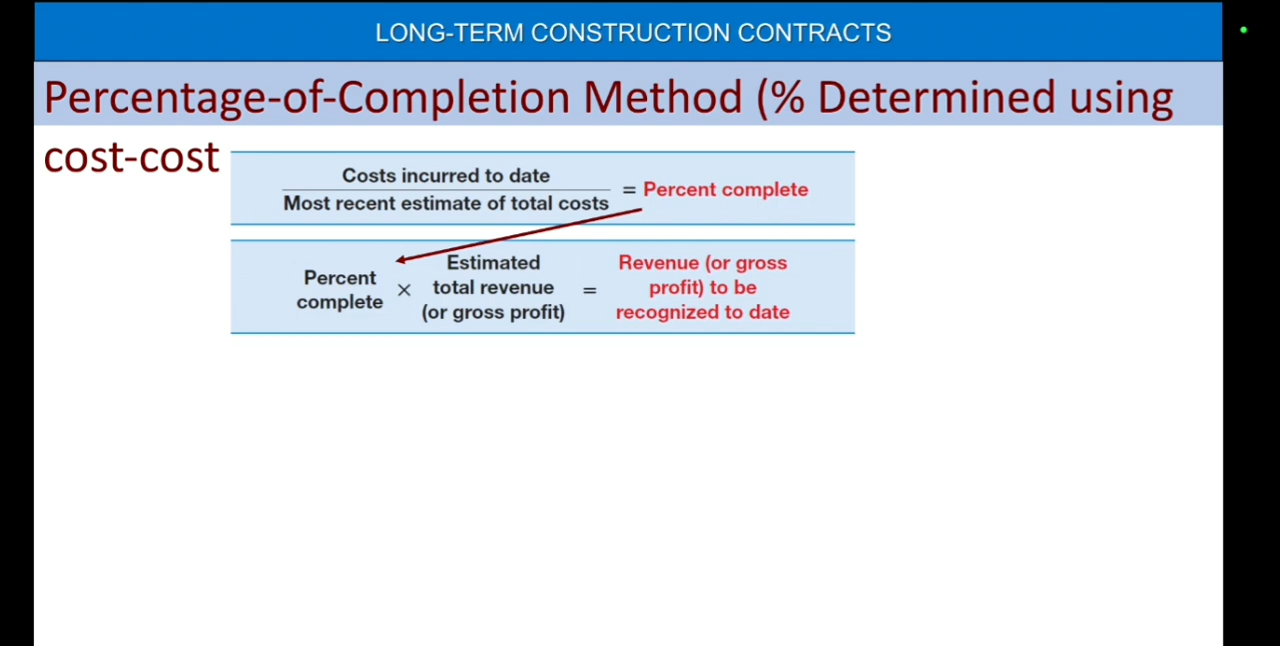 LONG-TERM CONSTRUCTION CONTRACTS
Percentage-of-Completion Method (% Determined using
cost-cost
Costs incurred to date
Most recent estimate of total costs
= Percent complete
Percent
complete
×
Estimated
total revenue
(or gross profit)
=
Revenue (or gross
profit) to be
recognized to date